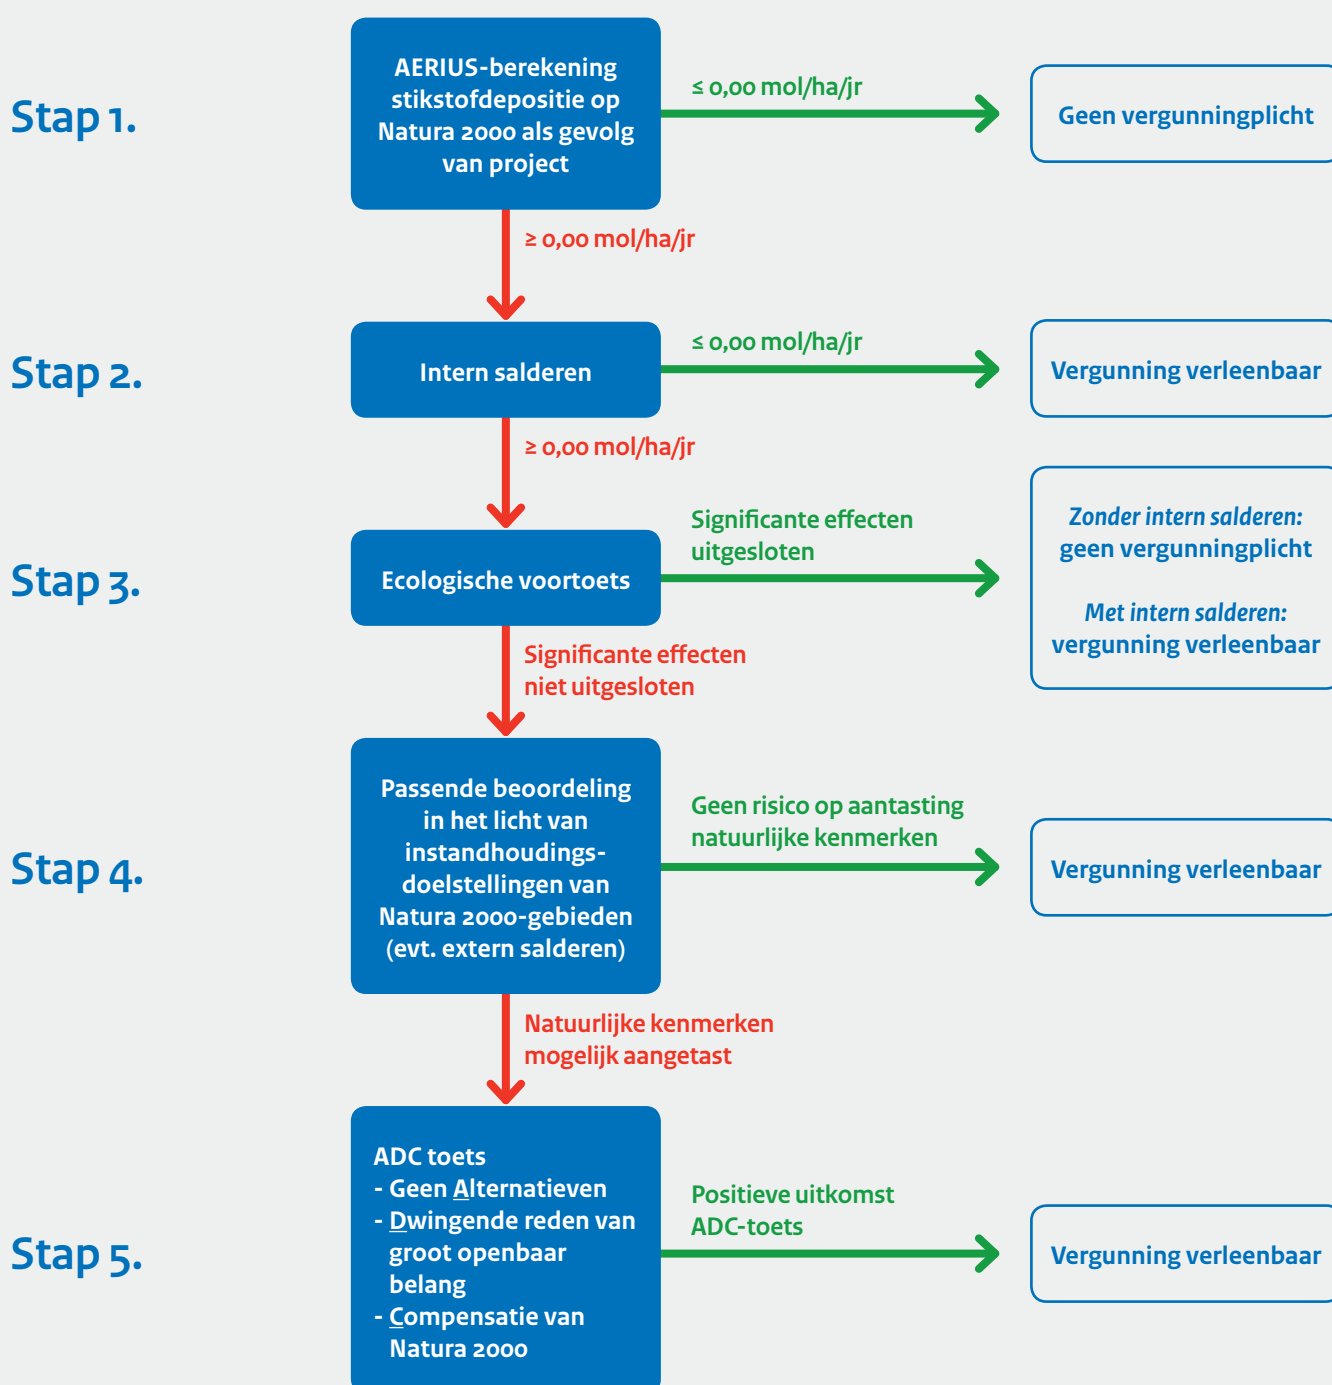 Stap 1.
AERIUS-berekening
stikstofdepositie op
Natura 2000 als gevolg
van project
≤ 0,00 mol/ha/jr
Geen vergunningplicht
≥ 0,00 mol/ha/jr
Stap 2.
Intern salderen
≤ 0,00 mol/ha/jr
Vergunning verleenbaar
≥ 0,00 mol/ha/jr
Stap 3.
Ecologische voortoets
Significante effecten
uitgesloten
Zonder intern salderen:
geen vergunningplicht
Met intern salderen:
vergunning verleenbaar
Significante effecten
niet uitgesloten
Stap 4.
Passende beoordeling
in het licht van
instandhoudings-
doelstellingen van
Natura 2000-gebieden
(evt. extern salderen)
Geen risico op aantasting
natuurlijke kenmerken
Vergunning verleenbaar
Natuurlijke kenmerken
mogelijk aangetast
Stap 5.
ADC toets
- Geen Alternatieven
- Dwingende reden van
groot openbaar
belang
- Compensatie van
Natura 2000
Positieve uitkomst
ADC-toets
Vergunning verleenbaar